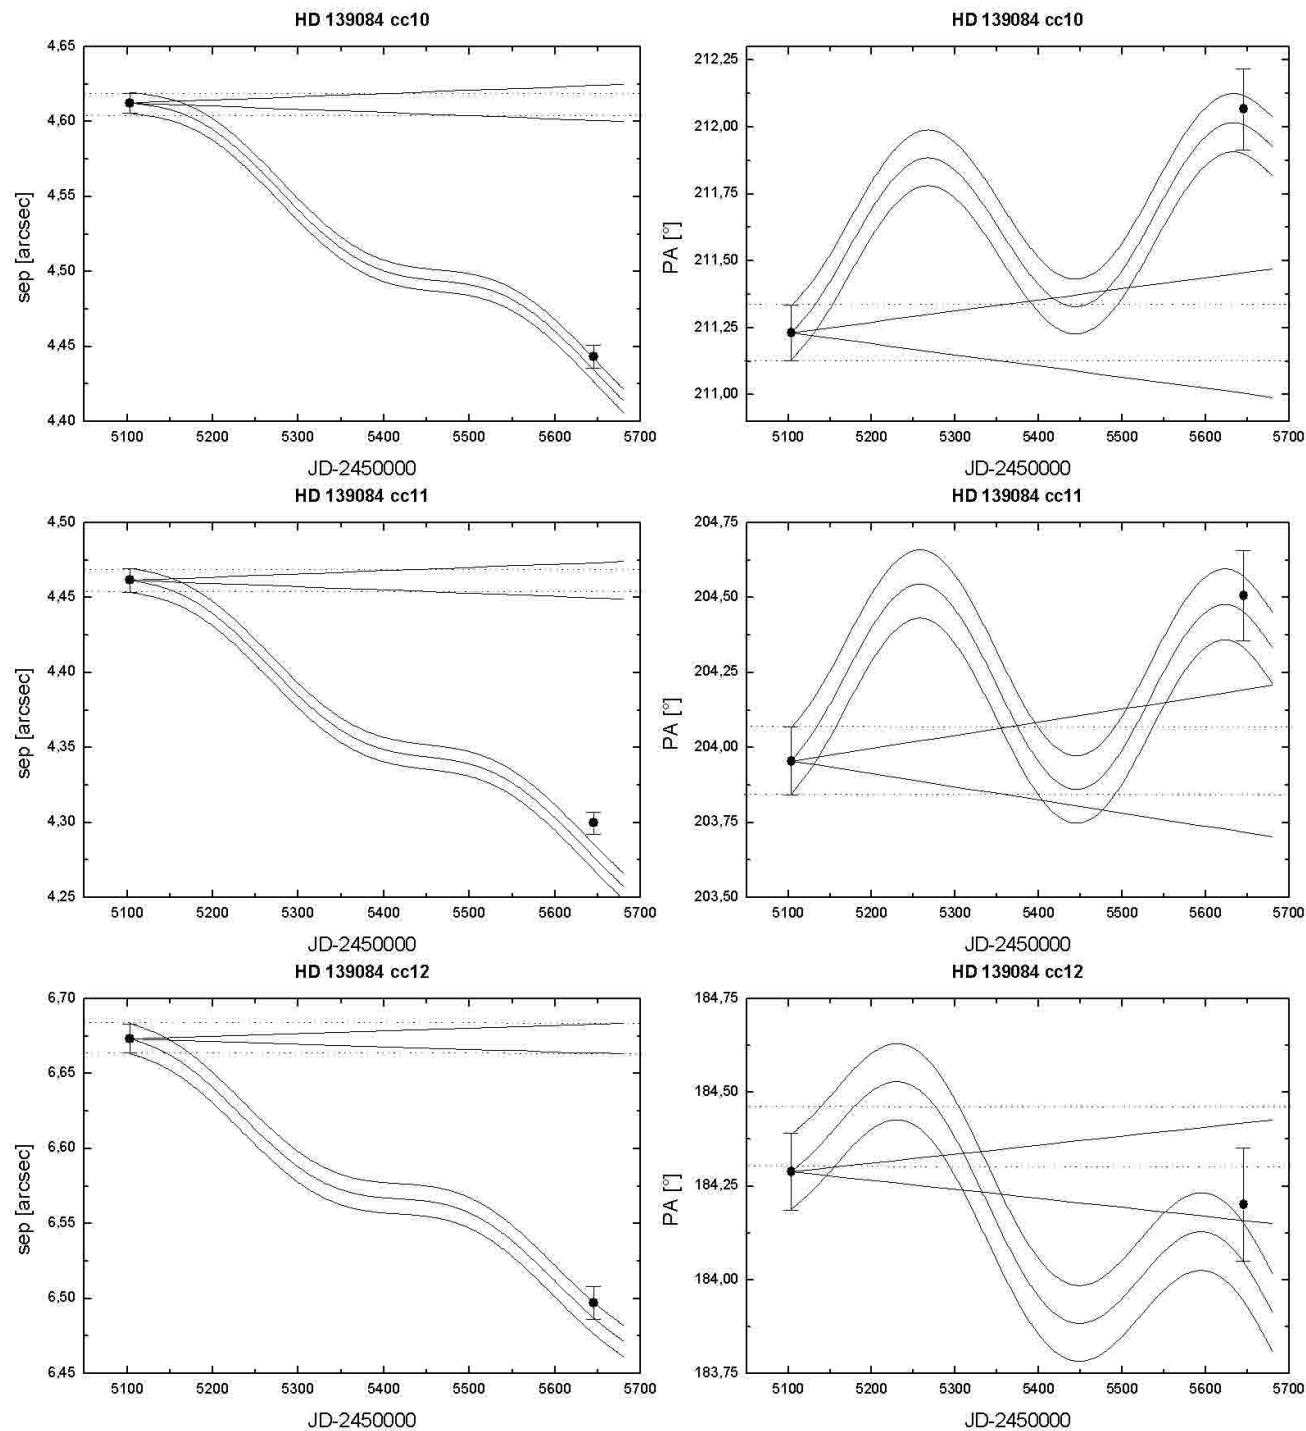 HD 139084 cc10
4,65
4,60
4,55
4,50
4,45
4,40
sep [arcsec]
5100 5200 5300 5400 5500 5600 5700
JD-2450000
HD 139084 cc10
212,25
212,00
211,75
211,50
211,25
211,00
PA [°]
5100 5200 5300 5400 5500 5600 5700
JD-2450000
HD 139084 cc11
4,50
4,45
4,40
4,35
4,30
4,25
sep [arcsec]
5100 5200 5300 5400 5500 5600 5700
JD-2450000
HD 139084 cc11
204,75
204,50
204,25
204,00
203,75
203,50
PA [°]
5100 5200 5300 5400 5500 5600 5700
JD-2450000
HD 139084 cc12
6,70
6,65
6,60
6,55
6,50
6,45
sep [arcsec]
5100 5200 5300 5400 5500 5600 5700
JD-2450000
HD 139084 cc12
184,75
184,50
184,25
184,00
183,75
PA [°]
5100 5200 5300 5400 5500 5600 5700
JD-2450000